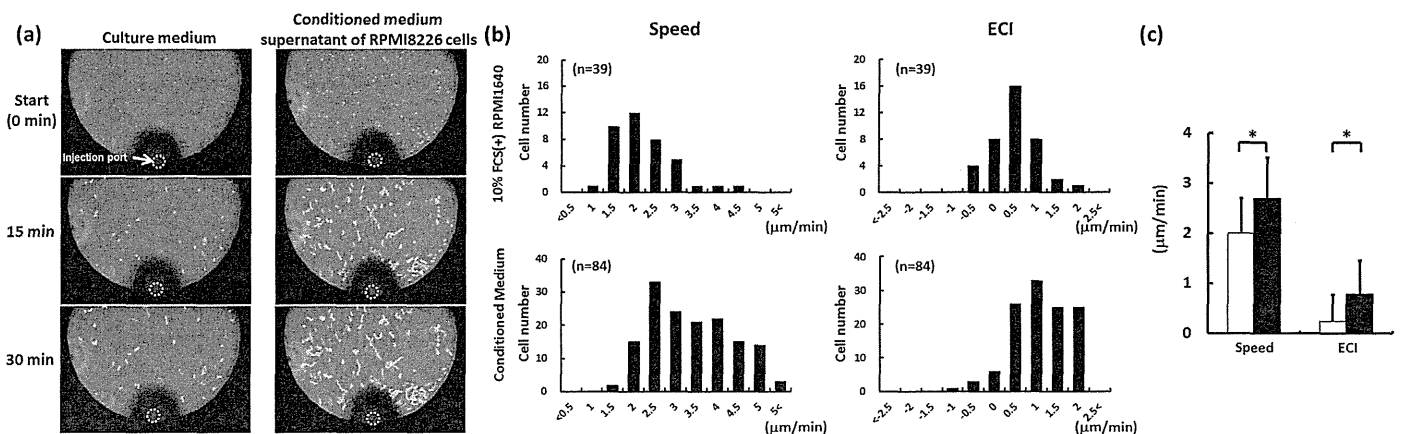 (a)
Culture medium
Conditioned medium
supernatant of RPMI8226 cells
Start
(0 min)
Injection port
15 min
30 min
(b)
Speed
ECI
10% FCS(+) RPMI1640
Cell number
20
16
12
8
4
0
(n=39)
<0.5
1
1.5
2
2.5
3
3.5
4
4.5
5
5<
(μm/min)
Cell number
20
16
12
8
4
0
(n=39)
<-2.5
-2
-1.5
-1
-0.5
0
0.5
1
1.5
2
2.5<
(μm/min)
Conditioned Medium
Cell number
40
30
20
10
0
(n=84)
<0.5
1
1.5
2
2.5
3
3.5
4
4.5
5
5<
(μm/min)
Cell number
40
30
20
10
0
(n=84)
<-2.5
-2
-1.5
-1
-0.5
0
0.5
1
1.5
2
2.5<
(μm/min)
(c)
(μm/min)
4
3
2
1
0
*
*
Speed
ECI